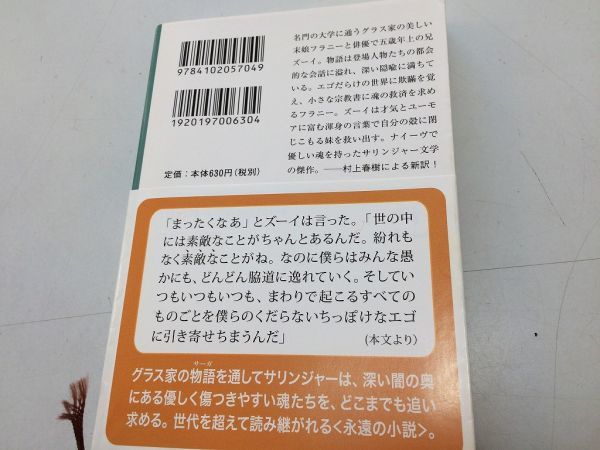 9784102057049
1920197006304
定価：本体630円（税別）
名門の大学に通うグラス家の美しい
末娘フラニーと俳優で五歳年上の兄
ズーイ。物語は登場人物たちの都会
的な会話に溢れ、深い隠喩に満ちて
いる。エゴだらけの世界に欺瞞を覚
え、小さな宗教書に魂の救済を求め
るフラニー。ズーイは才気とユーモ
アに富む渾身の言葉で自分の殻に閉
じこもる妹を救い出す。ナイーヴで
優しい魂を持ったサリンジャー文学
の傑作。――村上春樹による新訳！
「まったくなあ」とズーイは言った。「世の中
には素敵なことがちゃんとあるんだ。紛れも
なく素敵なことがね。なのに僕らはみんな愚
かにも、どんどん脇道に逸れていく。そしてい
つもいつもいつも、まわりで起こるすべての
ものごとを僕らのくだらないちっぽけなエゴ
に引き寄せちまうんだ」
（本文より）
サーガ
グラス家の物語を通してサリンジャーは、深い闇の奥
にある優しく傷つきやすい魂たちを、どこまでも追い
求める。世代を超えて読み継がれる〈永遠の小説〉。